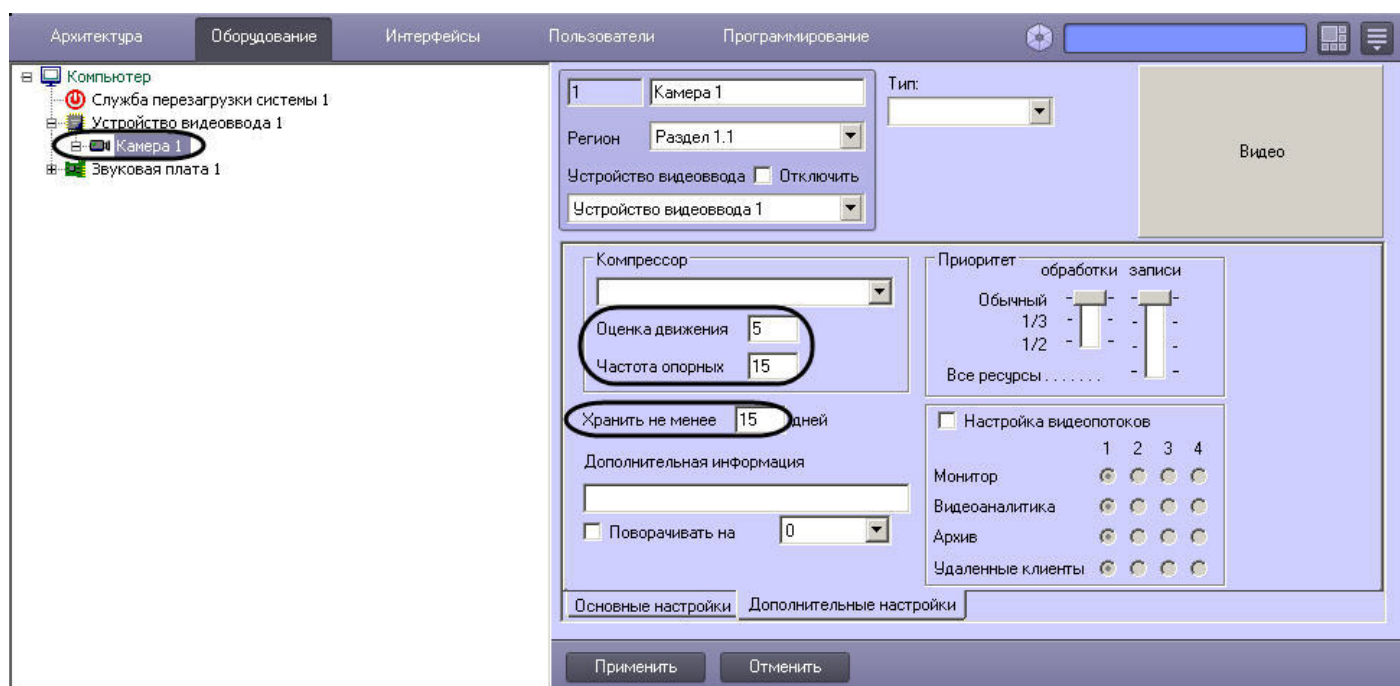 Архитектура Оборудование Интерфейсы Пользователи Программирование
Компьютер
Служба перезагрузки системы 1
Устройство видеоввода 1
Камера 1
Звуковая плата 1
1 Камера 1
Тип:
Регион Раздел 1.1
Устройство видеоввода Отключить
Устройство видеоввода 1
Видео
Компрессор
Оценка движения 5
Частота опорных 15
Хранить не менее 15 дней
Дополнительная информация
Поворачивать на 0
Приоритет
обработки записи
Обычный
1/3
1/2
Все ресурсы . . . . . . .
Настройка видеопотоков
1 2 3 4
Монитор
Видеоаналитика
Архив
Удаленные клиенты
Основные настройки Дополнительные настройки
Применить Отменить